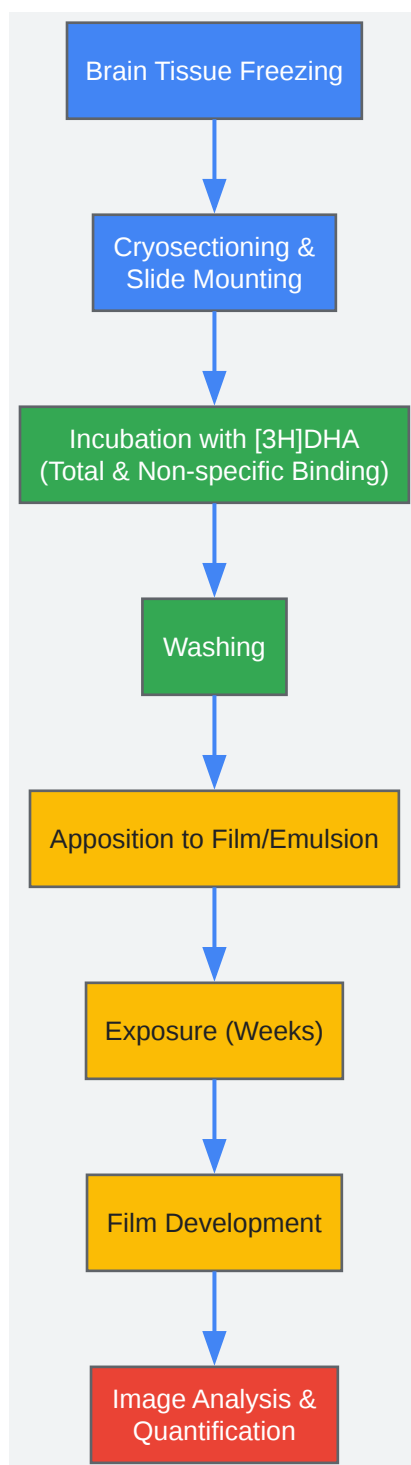 Brain Tissue Freezing
Cryosectioning &
Slide Mounting
Incubation with [3H]DHA
(Total & Non-specific Binding)
Washing
Apposition to Film/Emulsion
Exposure (Weeks)
Film Development
Image Analysis &
Quantification